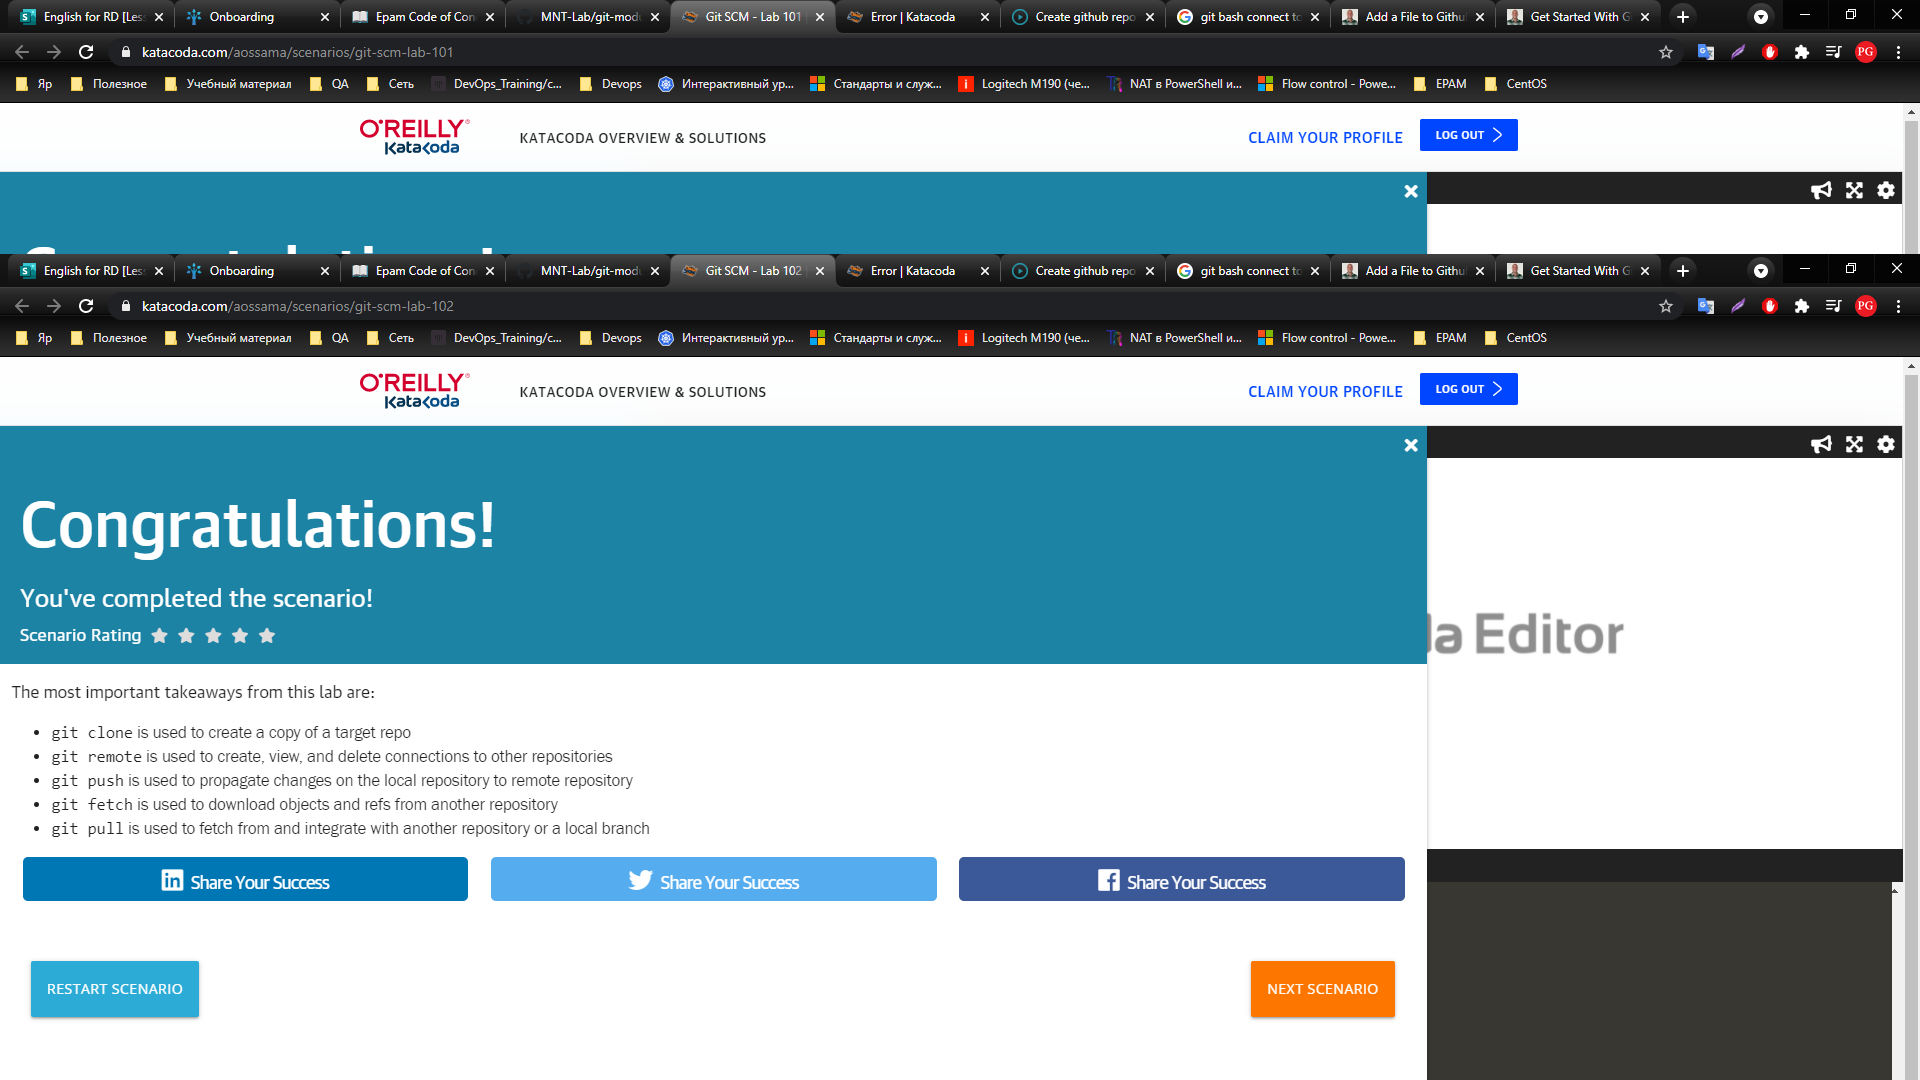 English for RD [Les
Onboarding
Epam Code of Con
MNT-Lab/git-mod
Git SCM - Lab 101
Error | Katacoda
Create github repo
git bash connect to
Add a File to Githu
Get Started With G
katacoda.com/aossama/scenarios/git-scm-lab-101
PG
Яр
Полезное
Учебный материал
QA
Сеть
DevOps_Training/c...
Devops
Интерактивный ур...
Стандарты и служ...
Logitech M190 (че...
NAT в PowerShell и...
Flow control - Powe...
EPAM
CentOS
O'REILLY®
Katacoda
KATACODA OVERVIEW & SOLUTIONS
CLAIM YOUR PROFILE
LOG OUT
English for RD [Les
Onboarding
Epam Code of Con
MNT-Lab/git-mod
Git SCM - Lab 102
Error | Katacoda
Create github repo
git bash connect to
Add a File to Githu
Get Started With G
katacoda.com/aossama/scenarios/git-scm-lab-102
PG
Яр
Полезное
Учебный материал
QA
Сеть
DevOps_Training/c...
Devops
Интерактивный ур...
Стандарты и служ...
Logitech M190 (че...
NAT в PowerShell и...
Flow control - Powe...
EPAM
CentOS
O'REILLY®
Katacoda
KATACODA OVERVIEW & SOLUTIONS
CLAIM YOUR PROFILE
LOG OUT
Congratulations!
You've completed the scenario!
Scenario Rating
da Editor
The most important takeaways from this lab are:
• git clone is used to create a copy of a target repo
• git remote is used to create, view, and delete connections to other repositories
• git push is used to propagate changes on the local repository to remote repository
• git fetch is used to download objects and refs from another repository
• git pull is used to fetch from and integrate with another repository or a local branch
Share Your Success
Share Your Success
Share Your Success
RESTART SCENARIO
NEXT SCENARIO